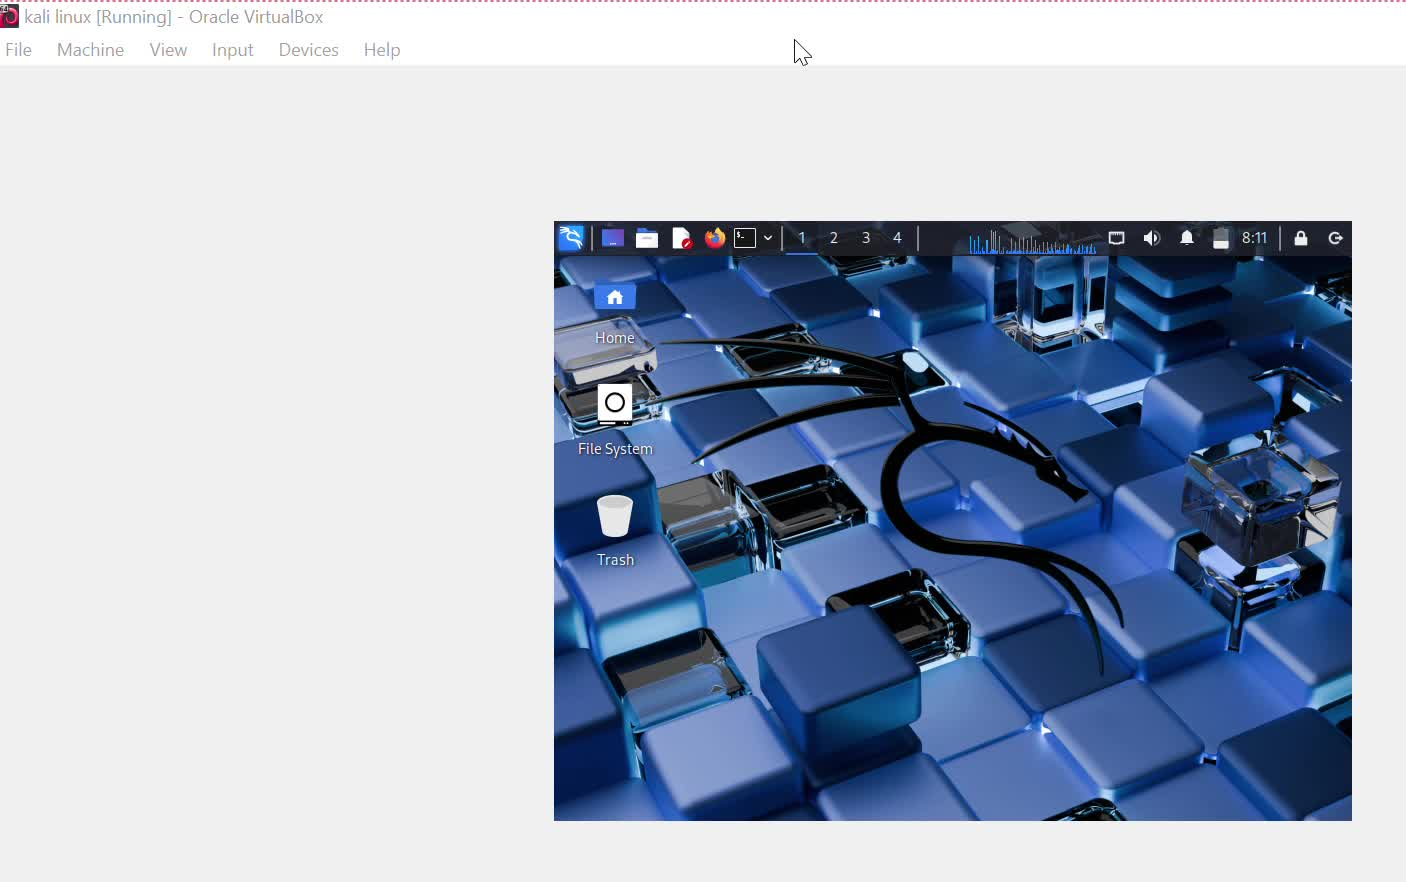 kali linux [Running] - Oracle VirtualBox
File Machine View Input Devices Help
1 2 3 4 8:11
Home
File System
Trash